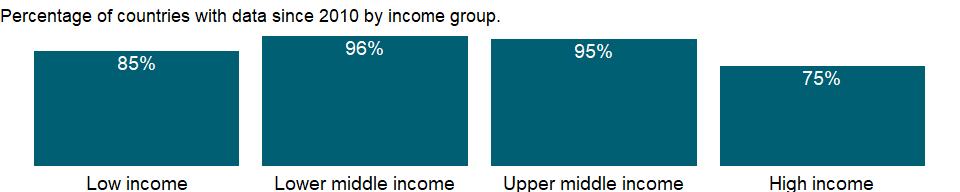 Percentage of countries with data since 2010 by income group.
85% 96% 95% 75%
Low income Lower middle income Upper middle income High income